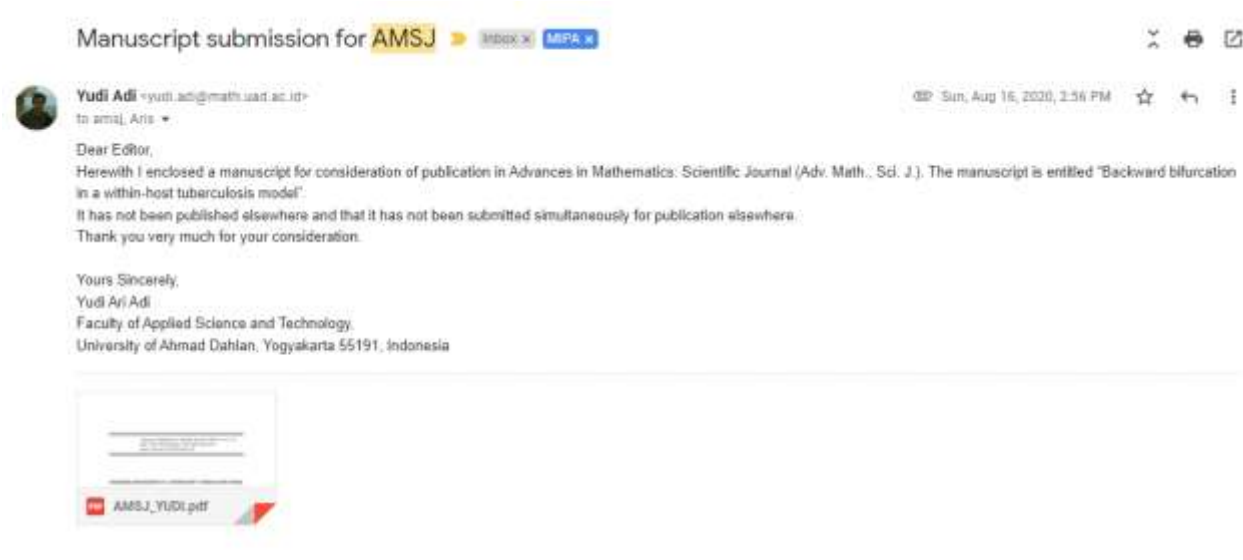 Manuscript submission for AMSJ Inbox x MIPA x
Yudi Adi <yudi.adi@math.uad.ac.id> Sun, Aug 16, 2020, 2:56 PM
to amsj, Aris
Dear Editor,
Herewith I enclosed a manuscript for consideration of publication in Advances in Mathematics: Scientific Journal (Adv. Math., Sci. J.). The manuscript is entitled "Backward bifurcation
in a within-host tuberculosis model".
It has not been published elsewhere and that it has not been submitted simultaneously for publication elsewhere.
Thank you very much for your consideration.
Yours Sincerely,
Yudi Ari Adi
Faculty of Applied Science and Technology,
University of Ahmad Dahlan, Yogyakarta 55191, Indonesia
PDF AMSJ_YUDI.pdf